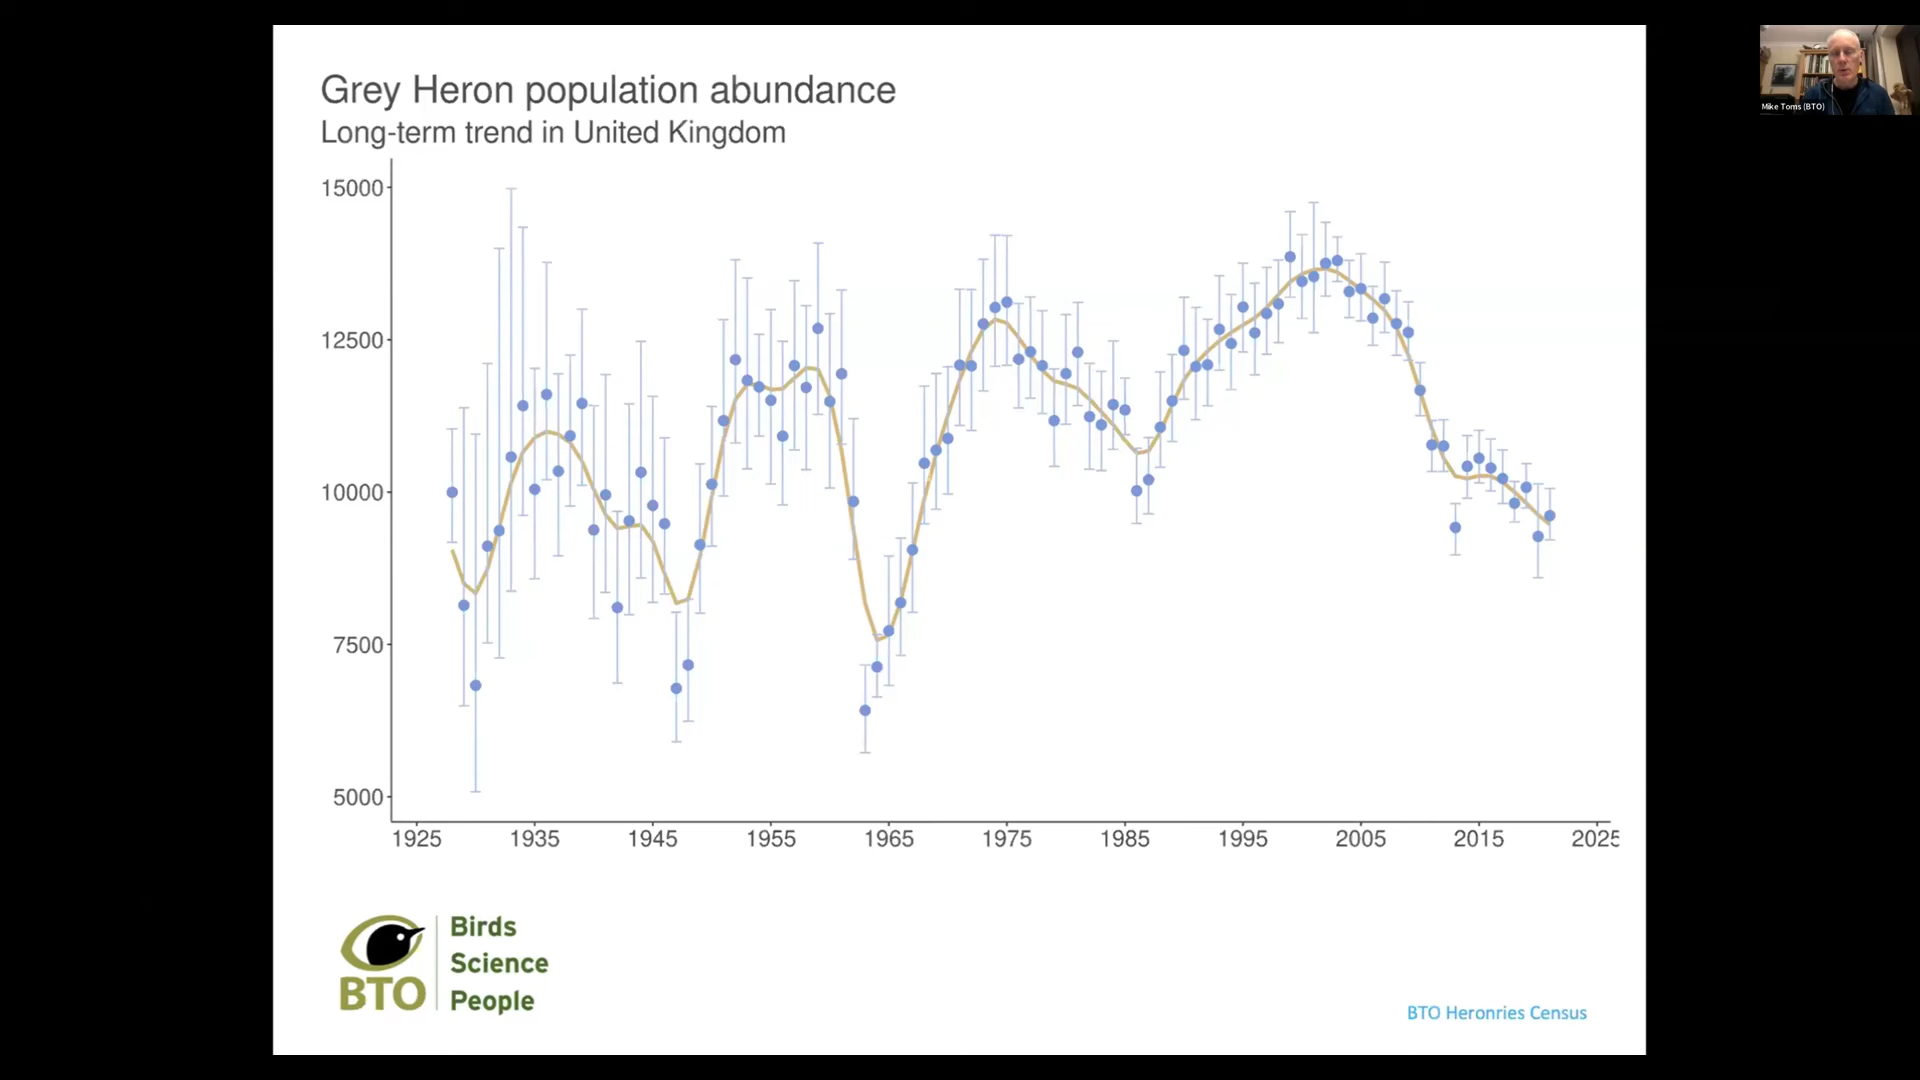 Grey Heron population abundance
Long-term trend in United Kingdom
15000
12500
10000
7500
5000
1925 1935 1945 1955 1965 1975 1985 1995 2005 2015 2025
BTO
Birds
Science
People
BTO Heronries Census
Mike Toms (BTO)